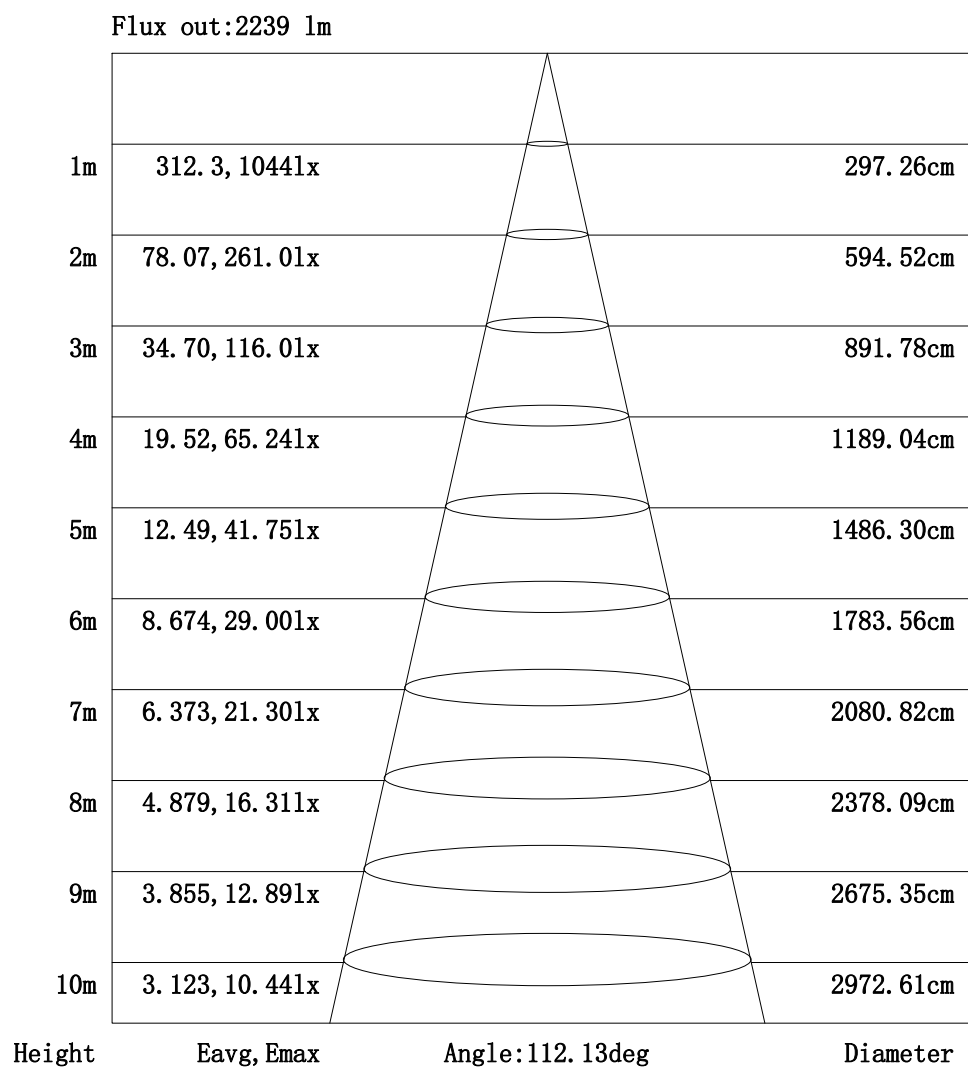 Flux out:2239 lm
1m 312.3,1044lx 297.26cm
2m 78.07,261.0lx 594.52cm
3m 34.70,116.0lx 891.78cm
4m 19.52,65.24lx 1189.04cm
5m 12.49,41.75lx 1486.30cm
6m 8.674,29.00lx 1783.56cm
7m 6.373,21.30lx 2080.82cm
8m 4.879,16.31lx 2378.09cm
9m 3.855,12.89lx 2675.35cm
10m 3.123,10.44lx 2972.61cm
Height Eavg,Emax Angle:112.13deg Diameter